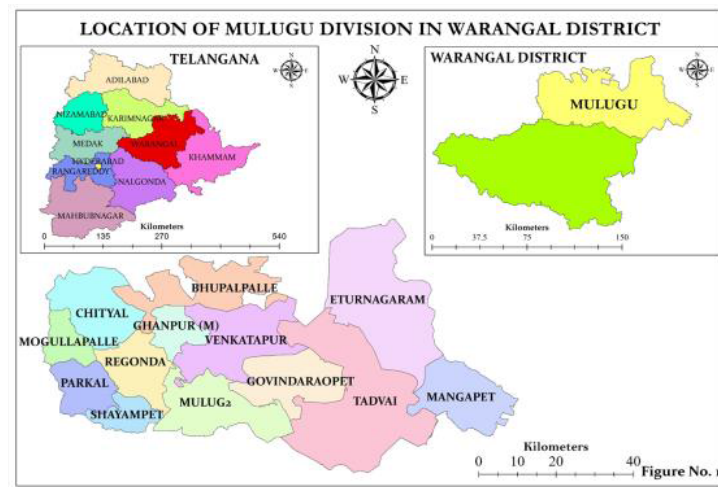 LOCATION OF MULUGU DIVISION IN WARANGAL DISTRICT
TELANGANA
N
ADILABAD
NIZAMABAD
KARIMNAGAR
MEDAK
WARANGAL
HYDERABAD
RANGAREDDY
KHAMMAM
NALGONDA
MAHBUBNAGAR
Kilometers
0 135 270 540
N
W E
S
WARANGAL DISTRICT
N
MULUGU
Kilometers
0 37.5 75 150
BHUPALPALLE
ETURNAGARAM
CHITYAL
GHANPUR (M)
MOGULLAPALLE
VENKATAPUR
REGONDA
PARKAL
GOVINDARAOPET
MULUG2
TADVAI
MANGAPET
SHAYAMPET
Kilometers
0 10 20 40
Figure No. 1